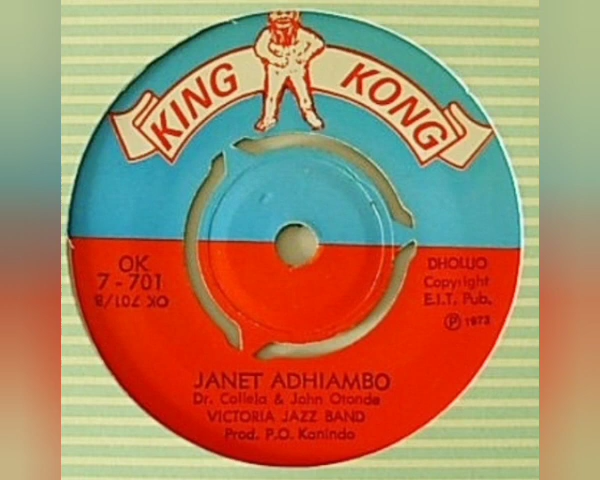 KING KONG
OK
7-701
OK 701/B
DHOLUO
Copyright
E.I.T. Pub.
Ⓟ 1973
JANET ADHIAMBO
Dr. Collela & John Otonde
VICTORIA JAZZ BAND
Prod. P.O. Kanindo